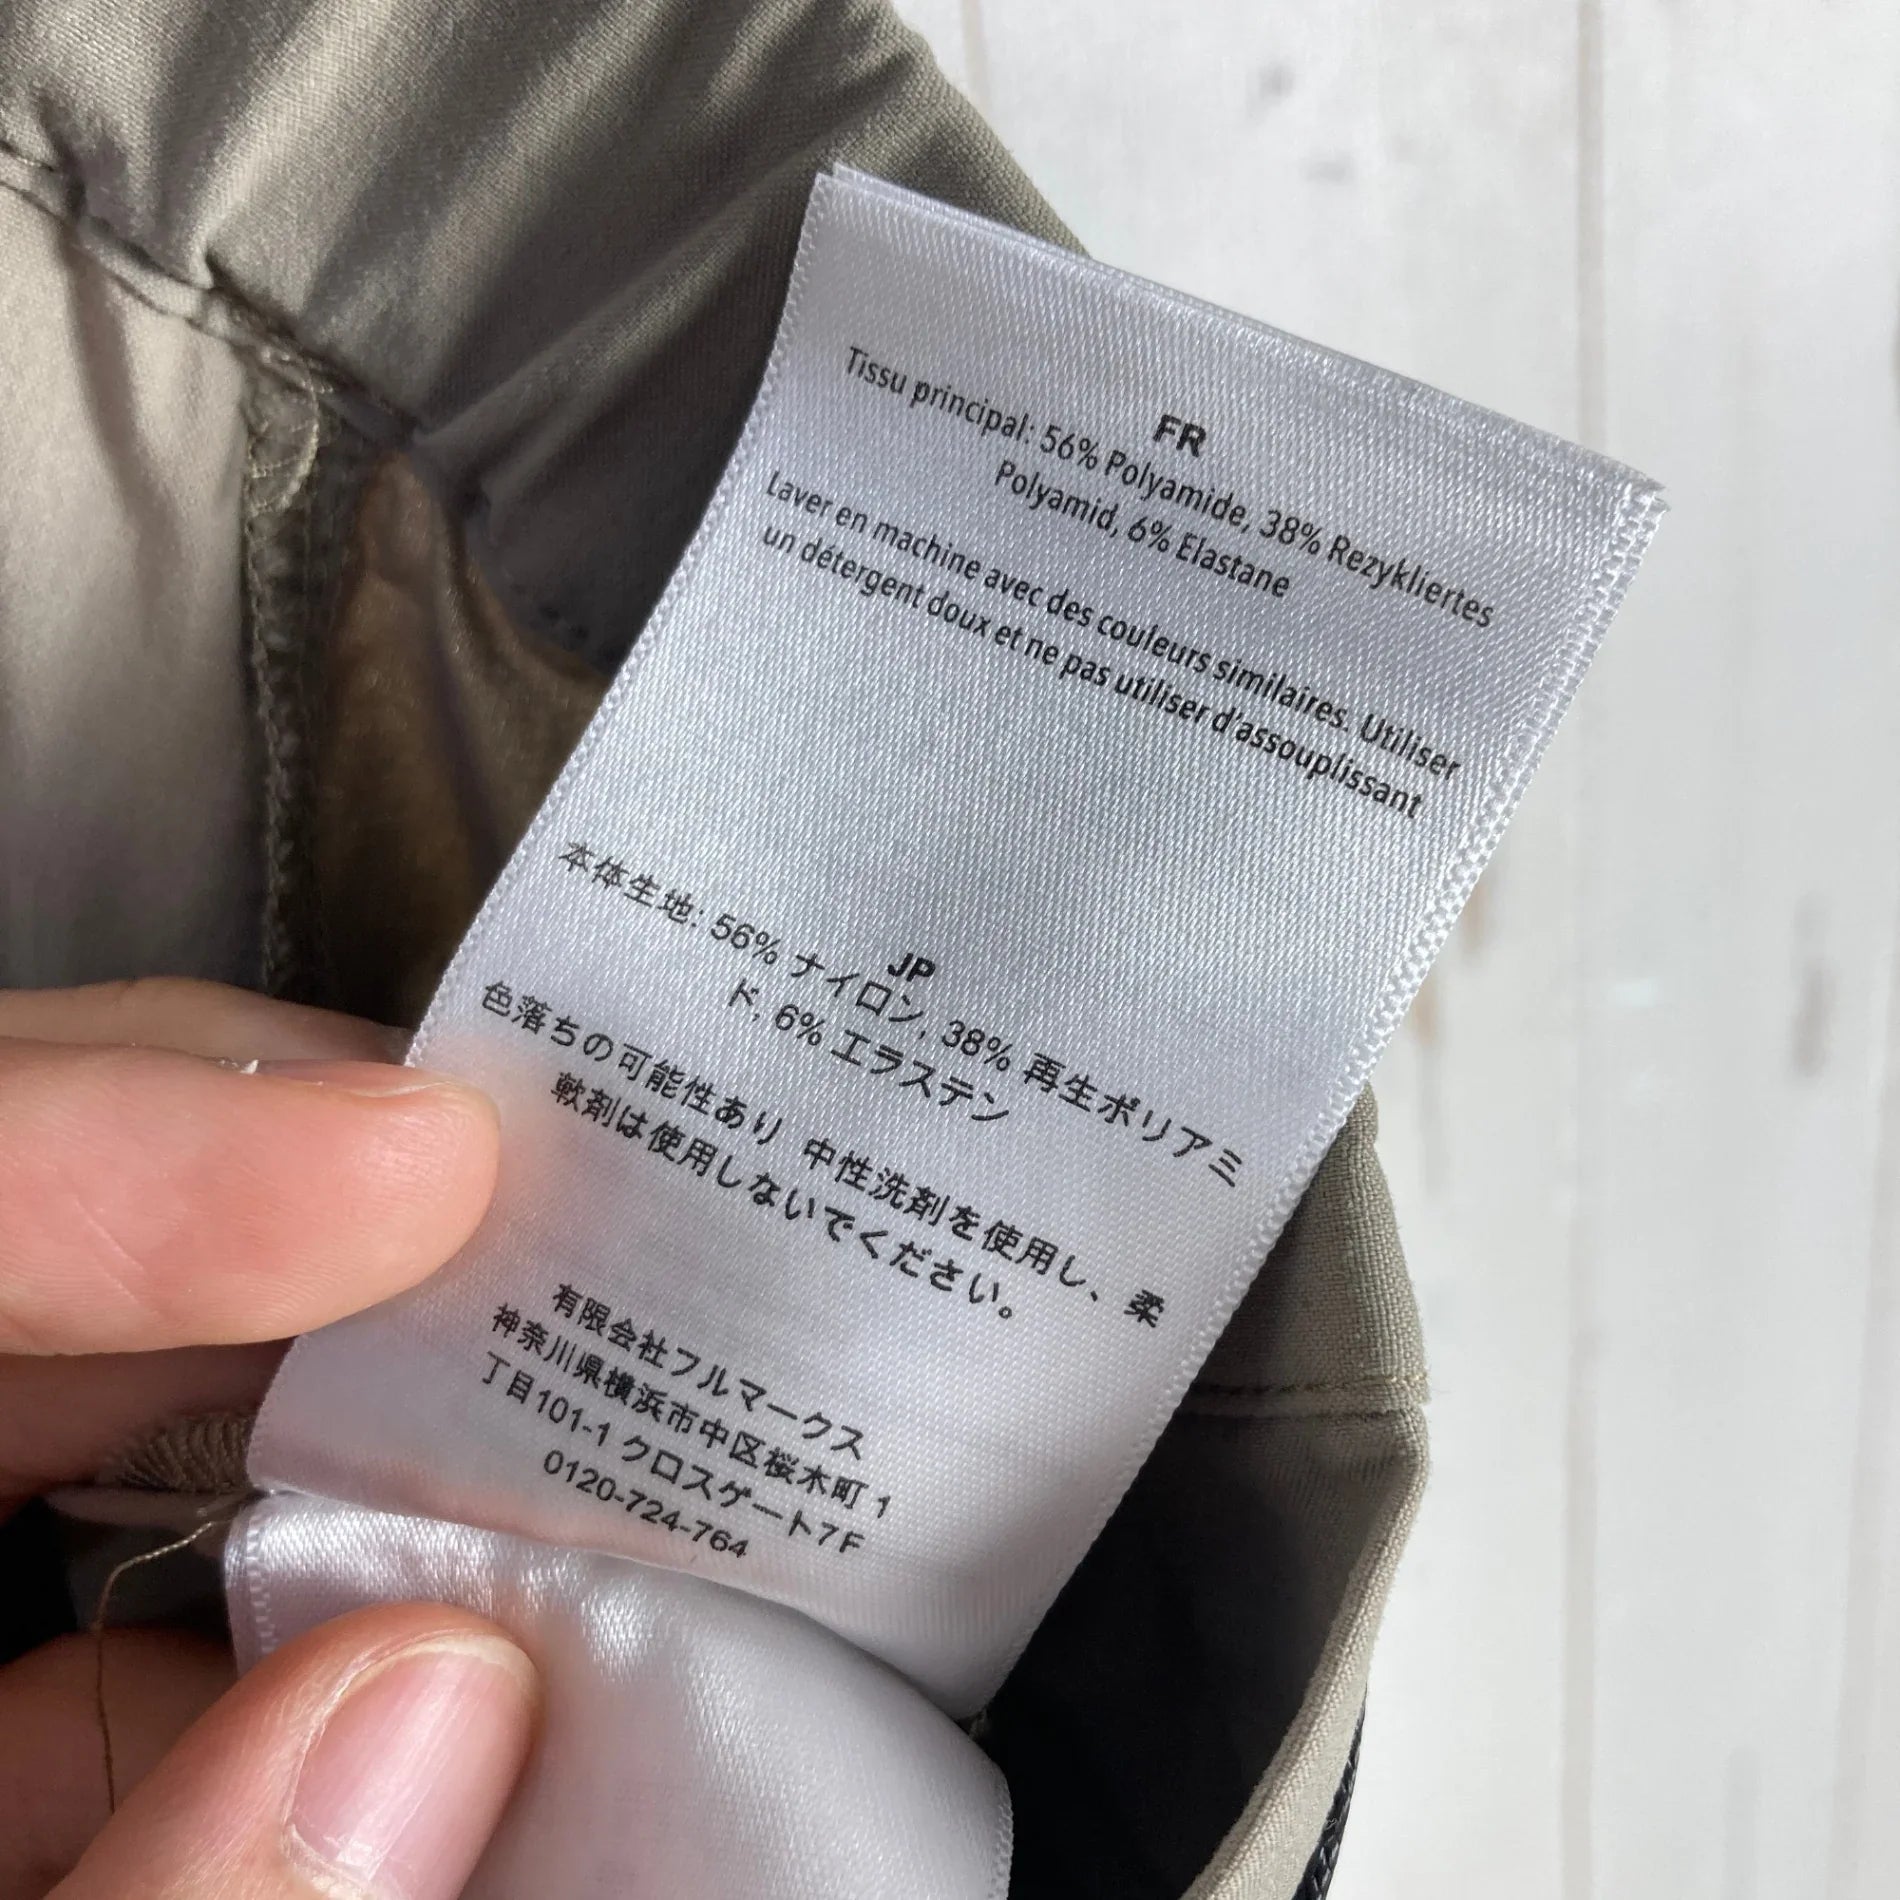 FR
Tissu principal: 56% Polyamide, 38% Rezykliertes
Polyamid, 6% Elastane
Laver en machine avec des couleurs similaires. Utiliser
un détergent doux et ne pas utiliser d'assouplissant
JP
本体生地: 56% ナイロン, 38% 再生ポリアミ
ド, 6% エラステン
色落ちの可能性あり 中性洗剤を使用し、柔
軟剤は使用しないでください。
有限会社フルマークス
神奈川県横浜市中区桜木町 1
丁目101-1 クロスゲート7F
0120-724-764